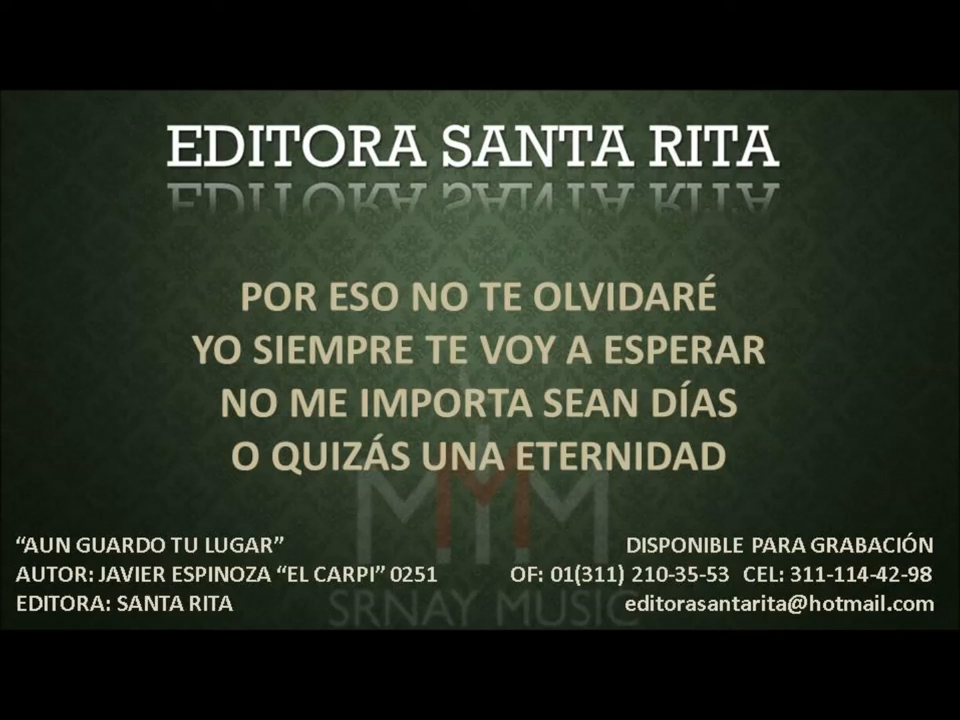 EDITORA SANTA RITA
POR ESO NO TE OLVIDARÉ
YO SIEMPRE TE VOY A ESPERAR
NO ME IMPORTA SEAN DÍAS
O QUIZÁS UNA ETERNIDAD
“AUN GUARDO TU LUGAR”
AUTOR: JAVIER ESPINOZA “EL CARPI” 0251
EDITORA: SANTA RITA
DISPONIBLE PARA GRABACIÓN
OF: 01(311) 210-35-53 CEL: 311-114-42-98
editorasantarita@hotmail.com
SRNAY MUSIC